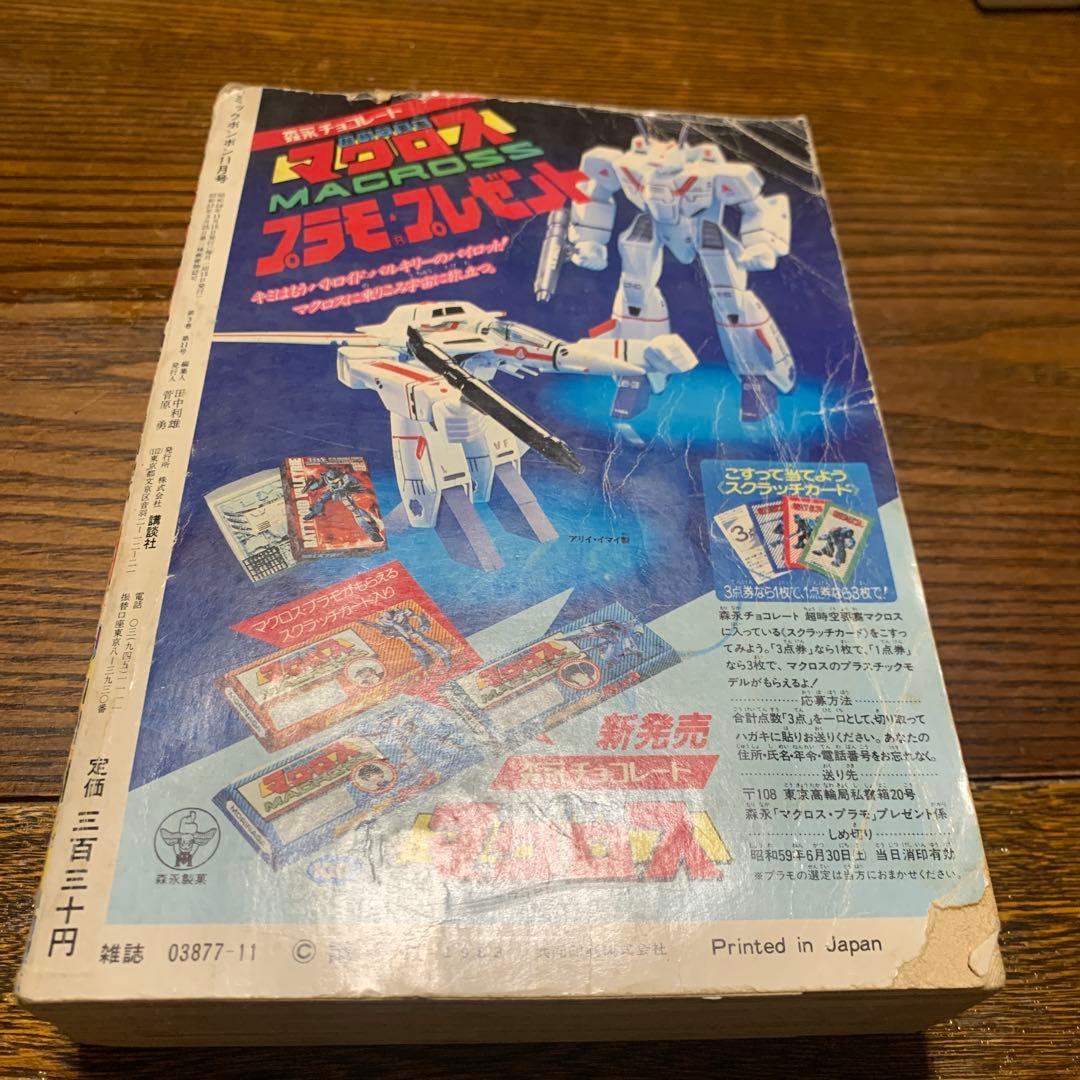 ミックボンボン11月号
第3巻 第11号 編集人 田中利雄
発行人 菅原 勇
発行所 株式会社 講談社
定価 三百三十円
森永チョコレート
超時空要塞
マクロス
MACROSS
プラモ・プレゼント
キミはもうバトロイド・バルキリーのパイロット!
マクロスに乗りこみ宇宙に旅立つ。
VF
アリイ・イマイ製
BATTROID VALKYRIE
マクロス・プラモがもらえる
スクラッチカード入り
マクロス
MACROSS
MORINAGA
新発売
森永チョコレート
マクロス
こすって当てよう
〈スクラッチカード〉
3点券なら1枚で、1点券なら3枚で!
森永チョコレート 超時空要塞マクロス
に入っている〈スクラッチカード〉をこすっ
てみよう。「3点券」なら1枚で、「1点券」
なら3枚で、マクロスのプラスチックモ
デルがもらえるよ!
応募方法
合計点数「3点」を一口として、切り取って
ハガキに貼りお送りください。あなたの
住所・氏名・年令・電話番号をお忘れなく。
送り先
〒108 東京高輪局私書箱20号
森永「マクロス・プラモ」プレゼント係
しめ切り
昭和59年6月30日(土) 当日消印有効
※プラモの選定は当方におまかせください。
森永製菓
雑誌 03877-11
©
Printed in Japan